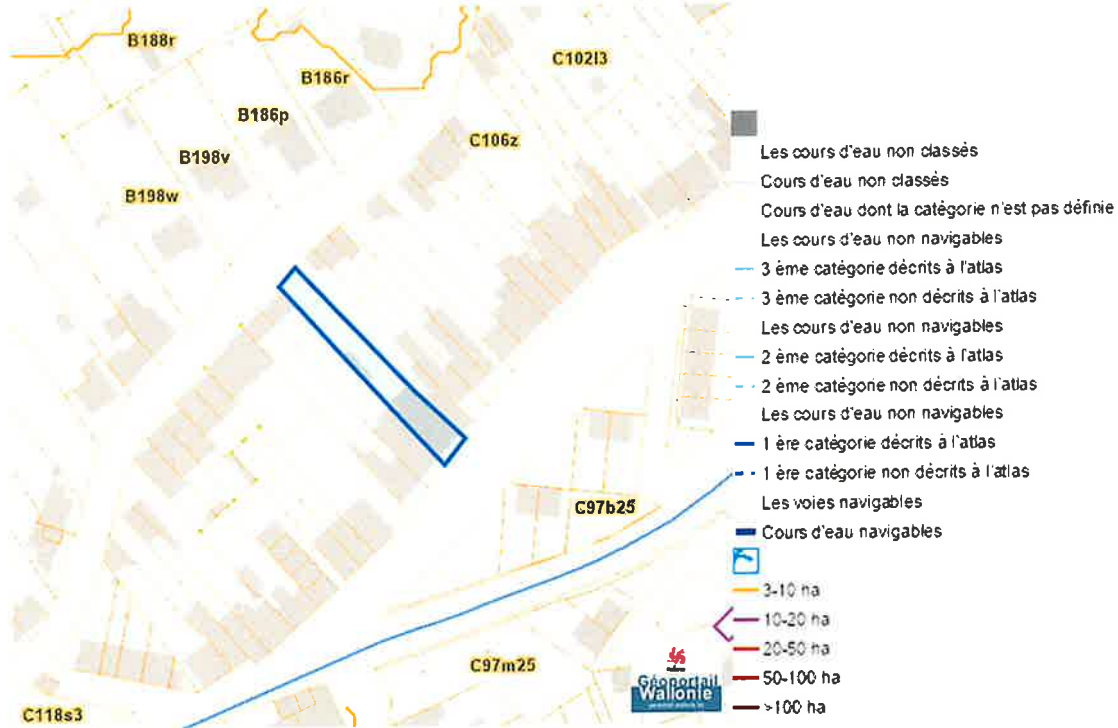 B188r
B186r
C102l3
B186p
C106z
B198v
B198w
C97b25
C97m25
C118s3
Les cours d'eau non classés
Cours d'eau non classés
Cours d'eau dont la catégorie n'est pas définie
Les cours d'eau non navigables
3 ème catégorie décrits à l'atlas
3 ème catégorie non décrits à l'atlas
Les cours d'eau non navigables
2 ème catégorie décrits à l'atlas
2 ème catégorie non décrits à l'atlas
Les cours d'eau non navigables
1 ère catégorie décrits à l'atlas
1 ère catégorie non décrits à l'atlas
Les voies navigables
Cours d'eau navigables
3-10 ha
10-20 ha
20-50 ha
50-100 ha
>100 ha
Géoportail
Wallonie